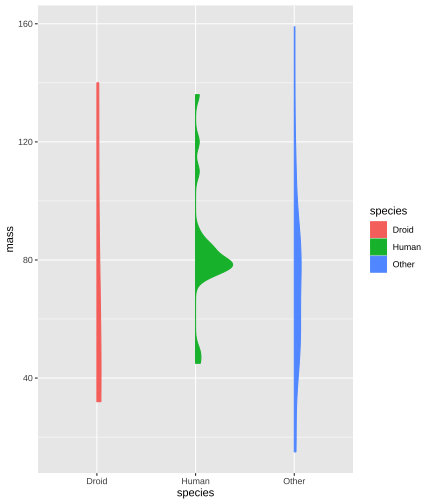 160
120
80
40
mass
Droid
Human
Other
species
species
Droid
Human
Other